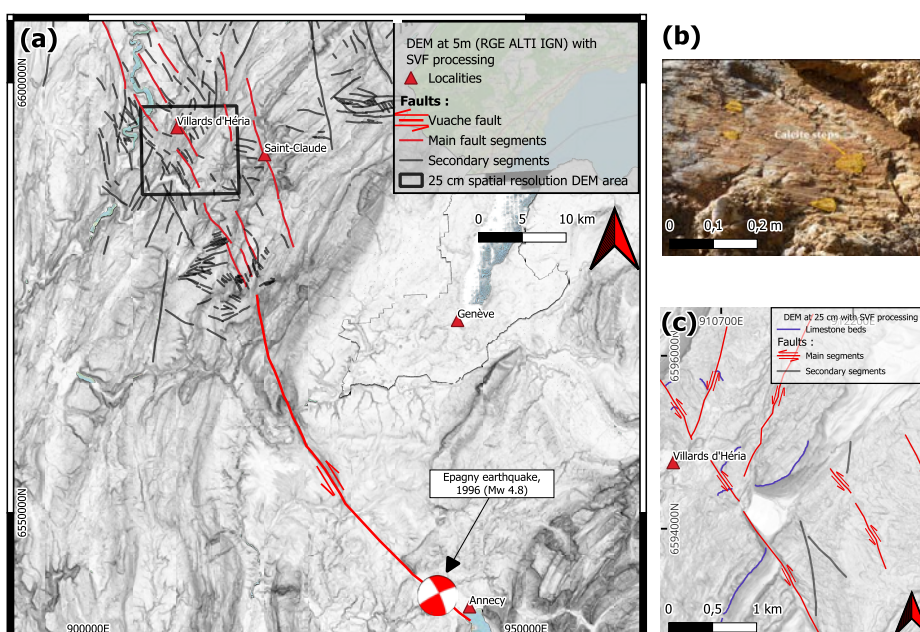 (a)
6600000N
DEM at 5m (RGE ALTI IGN) with
SVF processing
Localities
Faults :
Vuache fault
Main fault segments
Secondary segments
25 cm spatial resolution DEM area
0 5 10 km
Villards d'Héria
Saint-Claude
Genève
Epagny earthquake,
1996 (Mw 4.8)
6550000N
Annecy
900000E
950000E
(b)
Calcite steps
0 0,1 0,2 m
(c)
910700E
DEM at 25 cm with SVF processing
Limestone beds
Faults :
Main segments
Secondary segments
6596000N
Villards d'Héria
6594000N
0 0,5 1 km